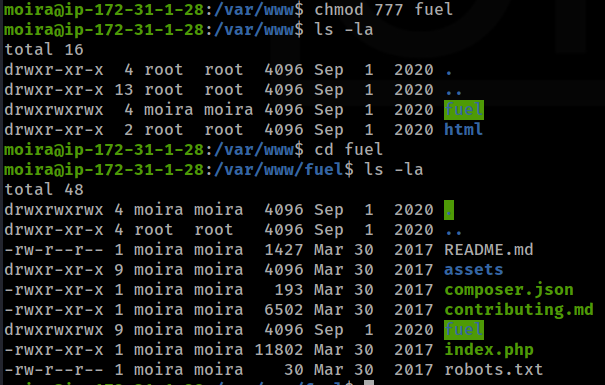 moira@ip-172-31-1-28:/var/www$ chmod 777 fuel
moira@ip-172-31-1-28:/var/www$ ls -la
total 16
drwxr-xr-x  4 root  root  4096 Sep  1  2020 .
drwxr-xr-x 13 root  root  4096 Sep  1  2020 ..
drwxrwxrwx  4 moira moira 4096 Sep  1  2020 fuel
drwxr-xr-x  2 root  root  4096 Sep  1  2020 html
moira@ip-172-31-1-28:/var/www$ cd fuel
moira@ip-172-31-1-28:/var/www/fuel$ ls -la
total 48
drwxrwxrwx 4 moira moira  4096 Sep  1  2020 .
drwxr-xr-x 4 root  root   4096 Sep  1  2020 ..
-rw-r--r-- 1 moira moira  1427 Mar 30  2017 README.md
drwxr-xr-x 9 moira moira  4096 Mar 30  2017 assets
-rwxr-xr-x 1 moira moira   193 Mar 30  2017 composer.json
-rwxr-xr-x 1 moira moira  6502 Mar 30  2017 contributing.md
drwxrwxrwx 9 moira moira  4096 Sep  1  2020 fuel
-rwxr-xr-x 1 moira moira 11802 Mar 30  2017 index.php
-rw-r--r-- 1 moira moira    30 Mar 30  2017 robots.txt